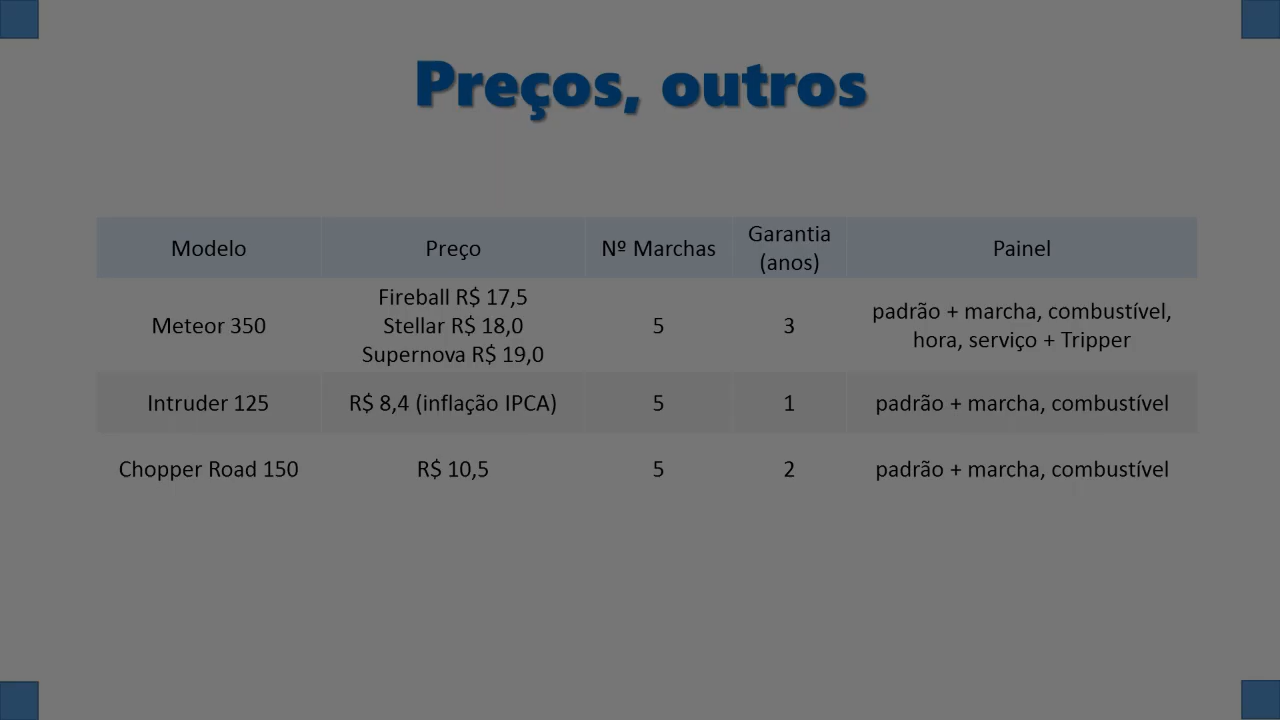 Preços, outros
Modelo Preço Nº Marchas Garantia (anos) Painel
Meteor 350 Fireball R$ 17,5 Stellar R$ 18,0 Supernova R$ 19,0 5 3 padrão + marcha, combustível, hora, serviço + Tripper
Intruder 125 R$ 8,4 (inflação IPCA) 5 1 padrão + marcha, combustível
Chopper Road 150 R$ 10,5 5 2 padrão + marcha, combustível